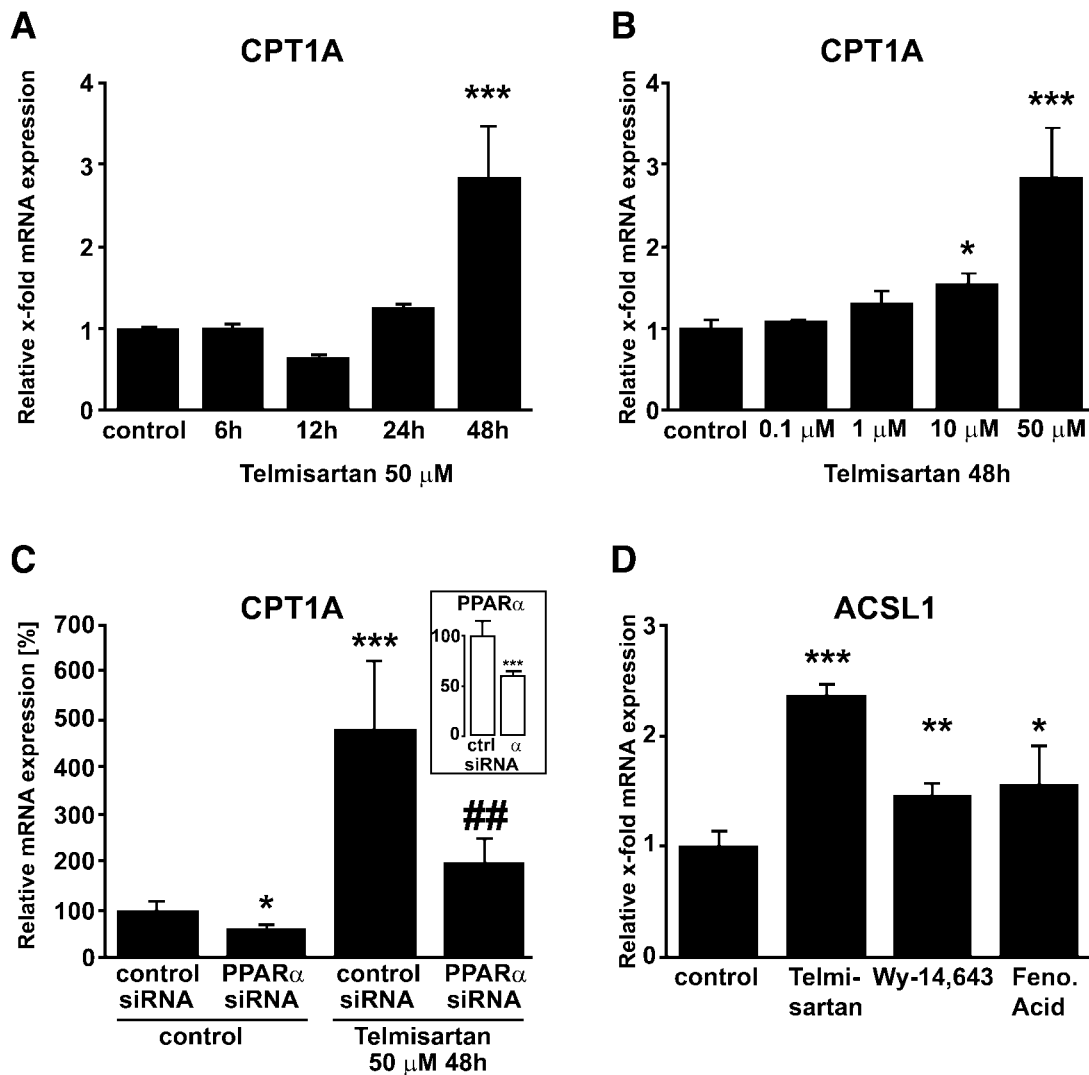 A
CPT1A
Relative x-fold mRNA expression
4
3
2
1
0
***
control 6h 12h 24h 48h
Telmisartan 50 μM
B
CPT1A
Relative x-fold mRNA expression
4
3
2
1
0
*
***
control 0.1 μM 1 μM 10 μM 50 μM
Telmisartan 48h
C
CPT1A
Relative mRNA expression [%]
700
600
500
400
300
200
100
0
*
***
##
PPARα
100
50
0
***
ctrl α
siRNA
control PPARα control PPARα
siRNA siRNA siRNA siRNA
control Telmisartan
50 μM 48h
D
ACSL1
Relative x-fold mRNA expression
3
2
1
0
***
**
*
control Telmi- Wy-14,643 Feno.
sartan Acid